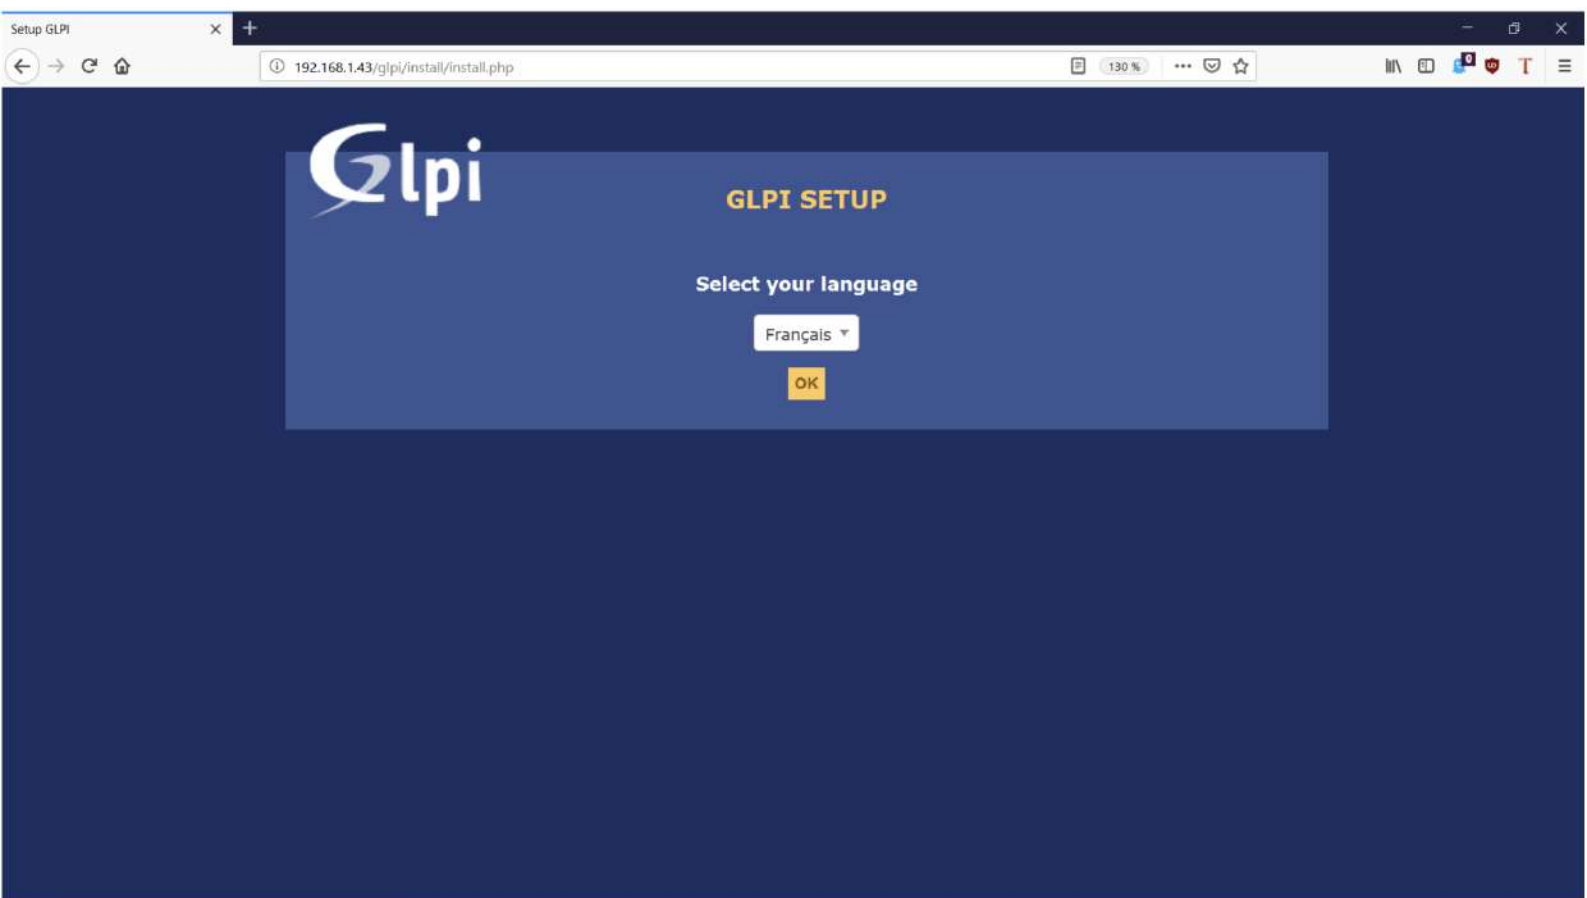 Setup GLPI
192.168.1.43/glpi/install/install.php
130 %
0
T
Glpi
GLPI SETUP
Select your language
Français
OK